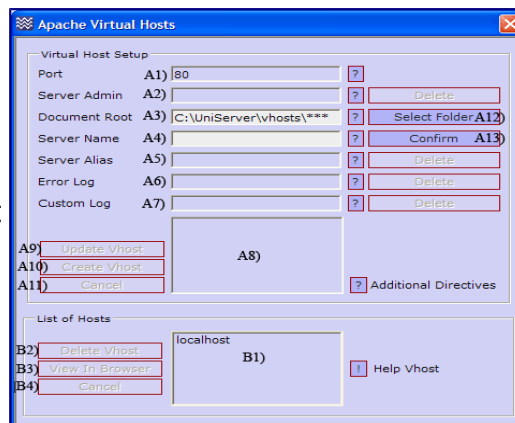 Apache Virtual Hosts
Virtual Host Setup
Port A1) 80 ?
Server Admin A2) ? Delete
Document Root A3) C:\UniServer\vhosts\*** ? Select Folder A12)
Server Name A4) ? Confirm A13)
Server Alias A5) ? Delete
Error Log A6) ? Delete
Custom Log A7) ? Delete
A8)
A9) Update Vhost
A10) Create Vhost
A11) Cancel
? Additional Directives
List of Hosts
localhost
B1)
B2) Delete Vhost
B3) View In Browser
B4) Cancel
! Help Vhost